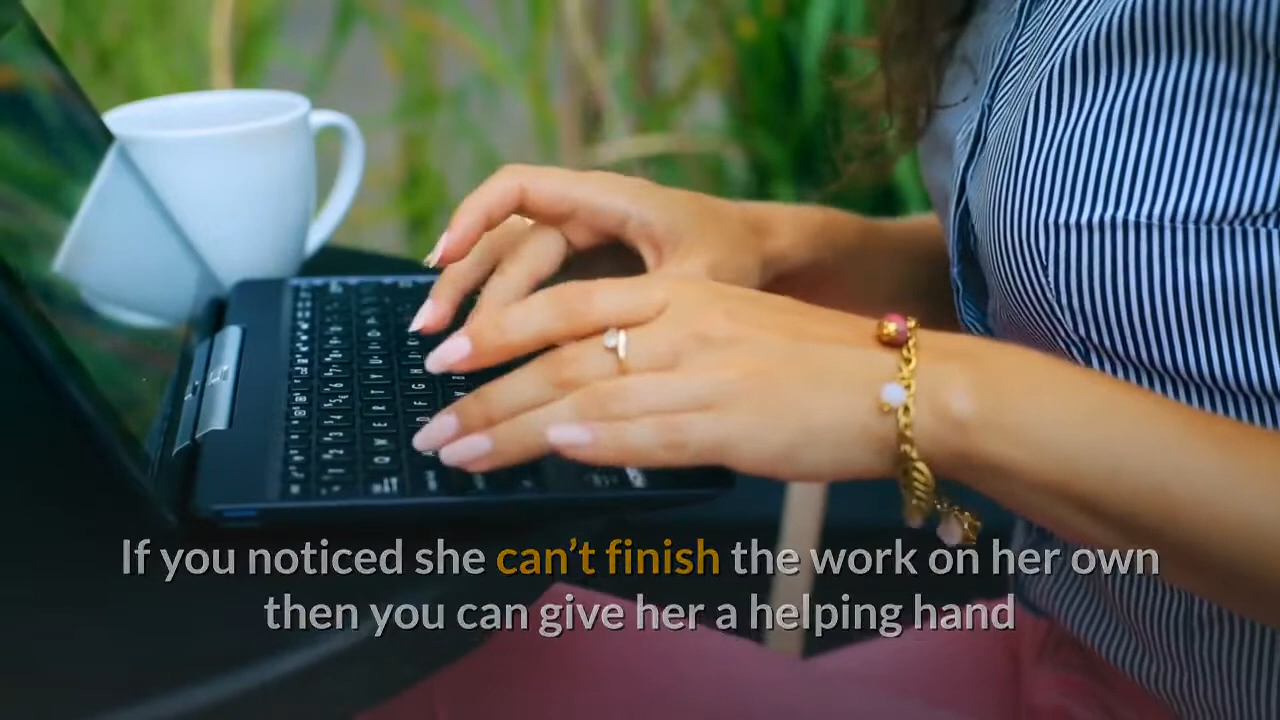 If you noticed she can't finish the work on her own
then you can give her a helping hand